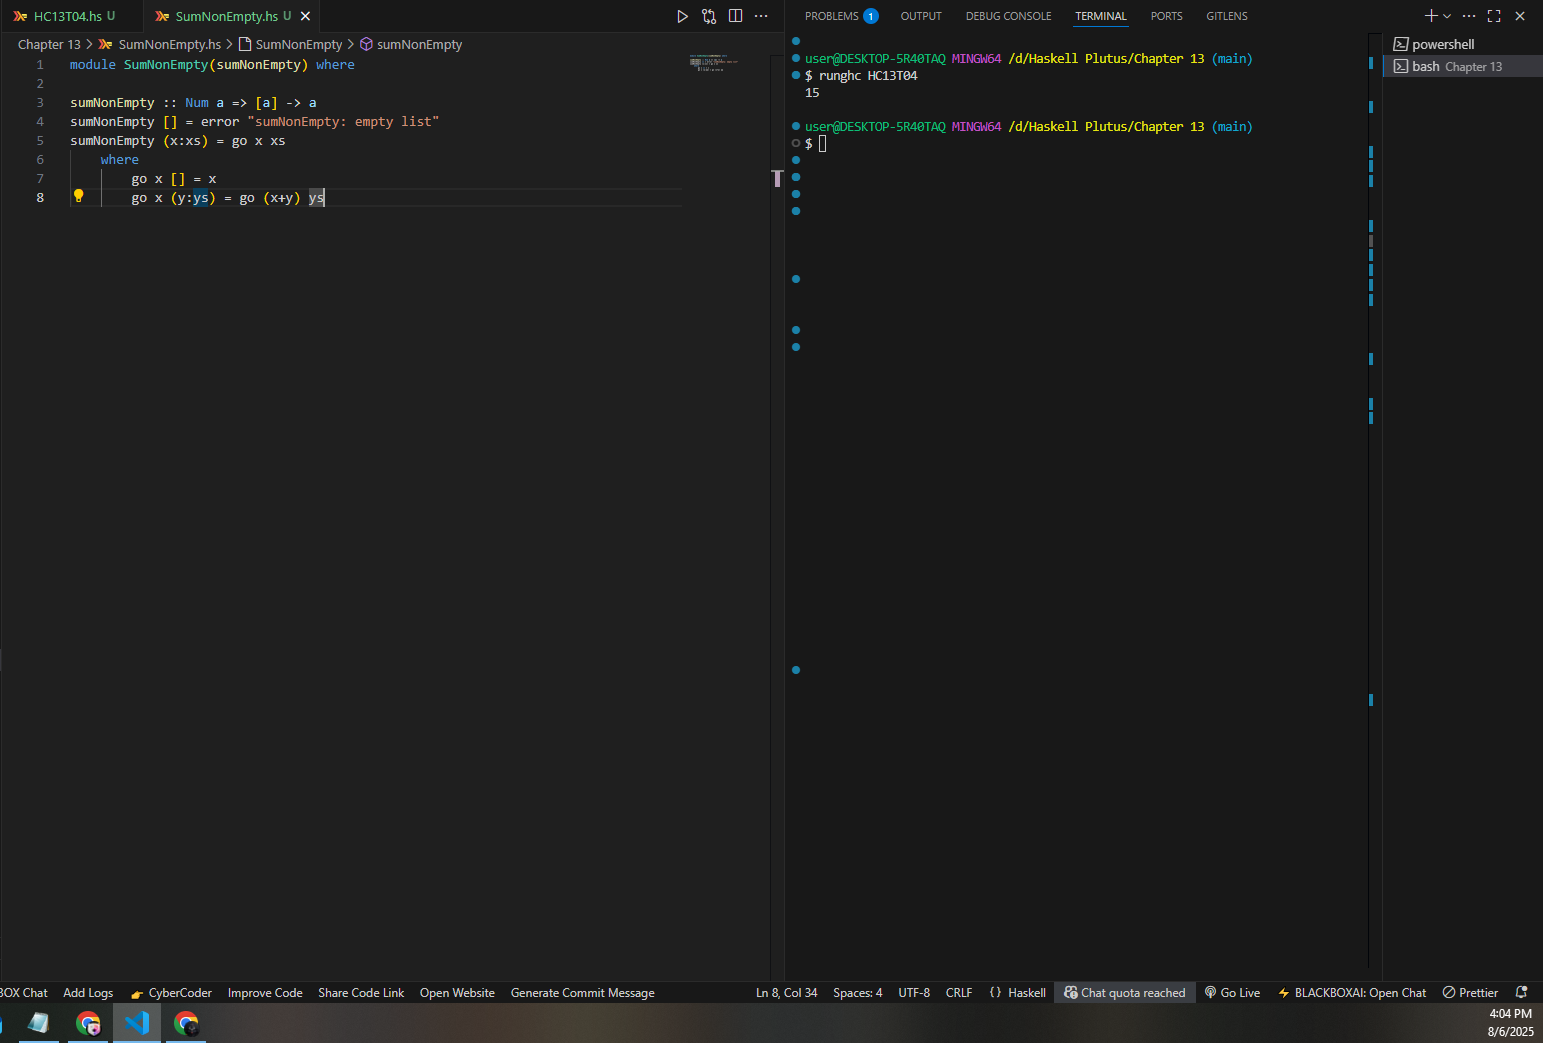 HC13T04.hs U SumNonEmpty.hs U
Chapter 13 > SumNonEmpty.hs > SumNonEmpty > sumNonEmpty
1 module SumNonEmpty(sumNonEmpty) where
2
3 sumNonEmpty :: Num a => [a] -> a
4 sumNonEmpty [] = error "sumNonEmpty: empty list"
5 sumNonEmpty (x:xs) = go x xs
6 where
7 go x [] = x
8 go x (y:ys) = go (x+y) ys
PROBLEMS 1 OUTPUT DEBUG CONSOLE TERMINAL PORTS GITLENS
user@DESKTOP-5R40TAQ MINGW64 /d/Haskell Plutus/Chapter 13 (main)
$ runghc HC13T04
15
user@DESKTOP-5R40TAQ MINGW64 /d/Haskell Plutus/Chapter 13 (main)
$
powershell
bash Chapter 13
BOX Chat Add Logs CyberCoder Improve Code Share Code Link Open Website Generate Commit Message Ln 8, Col 34 Spaces: 4 UTF-8 CRLF {} Haskell Chat quota reached Go Live BLACKBOXAI: Open Chat Prettier
4:04 PM
8/6/2025